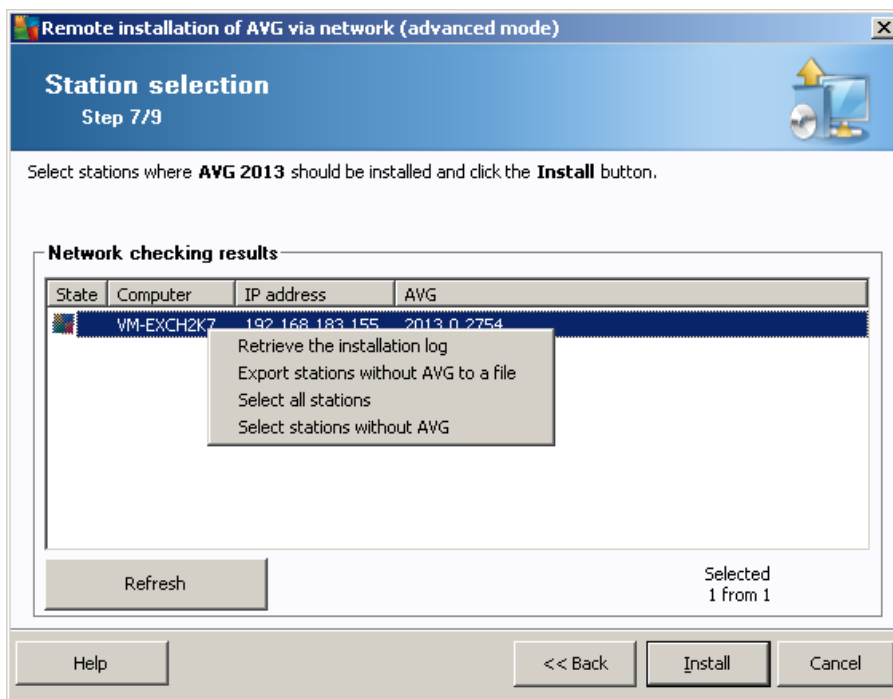 Remote installation of AVG via network (advanced mode)
Station selection
Step 7/9
Select stations where AVG 2013 should be installed and click the Install button.
Network checking results
State Computer IP address AVG
VM-EXCH2K7 192.168.183.155 2013.0.2754
Retrieve the installation log
Export stations without AVG to a file
Select all stations
Select stations without AVG
Refresh
Selected
1 from 1
Help
<< Back
Install
Cancel